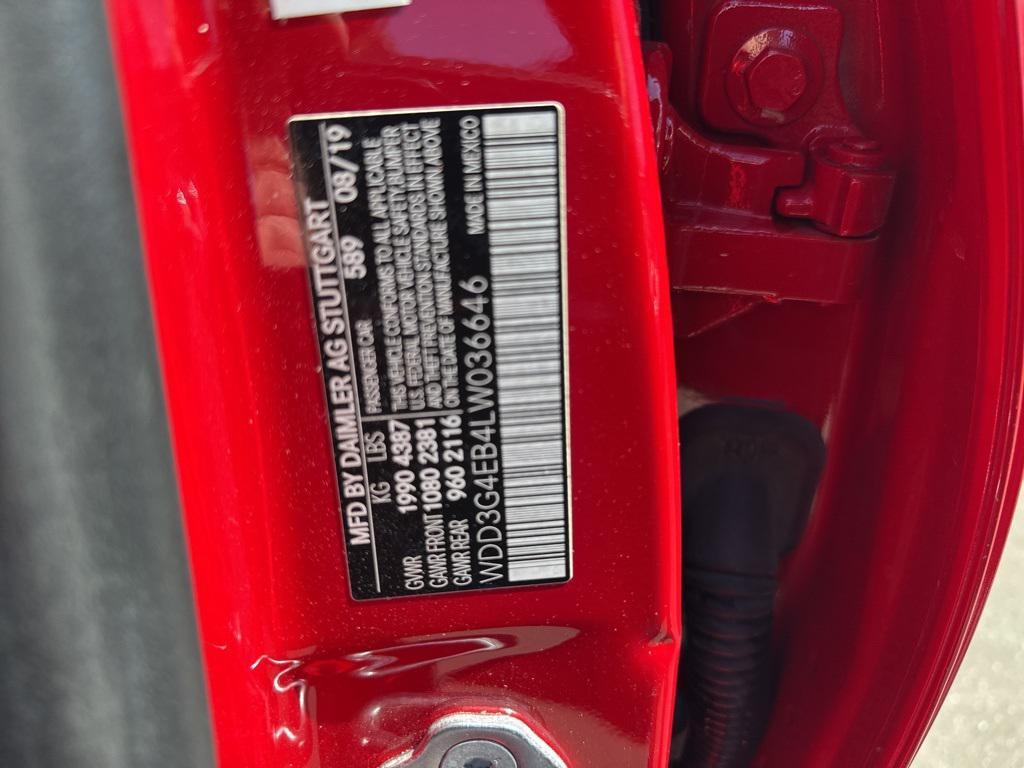 MFD BY DAIMLER AG STUTTGART
589 08/19
KG LBS PASSENGER CAR
GVWR 1990 4387
GAWR FRONT 1080 2381
GAWR REAR 960 2116
THIS VEHICLE CONFORMS TO ALL APPLICABLE
U.S. FEDERAL MOTOR VEHICLE SAFETY, BUMPER
AND THEFT PREVENTION STANDARDS IN EFFECT
ON THE DATE OF MANUFACTURE SHOWN ABOVE
WDD3G4EB4LW036646 MADE IN MEXICO